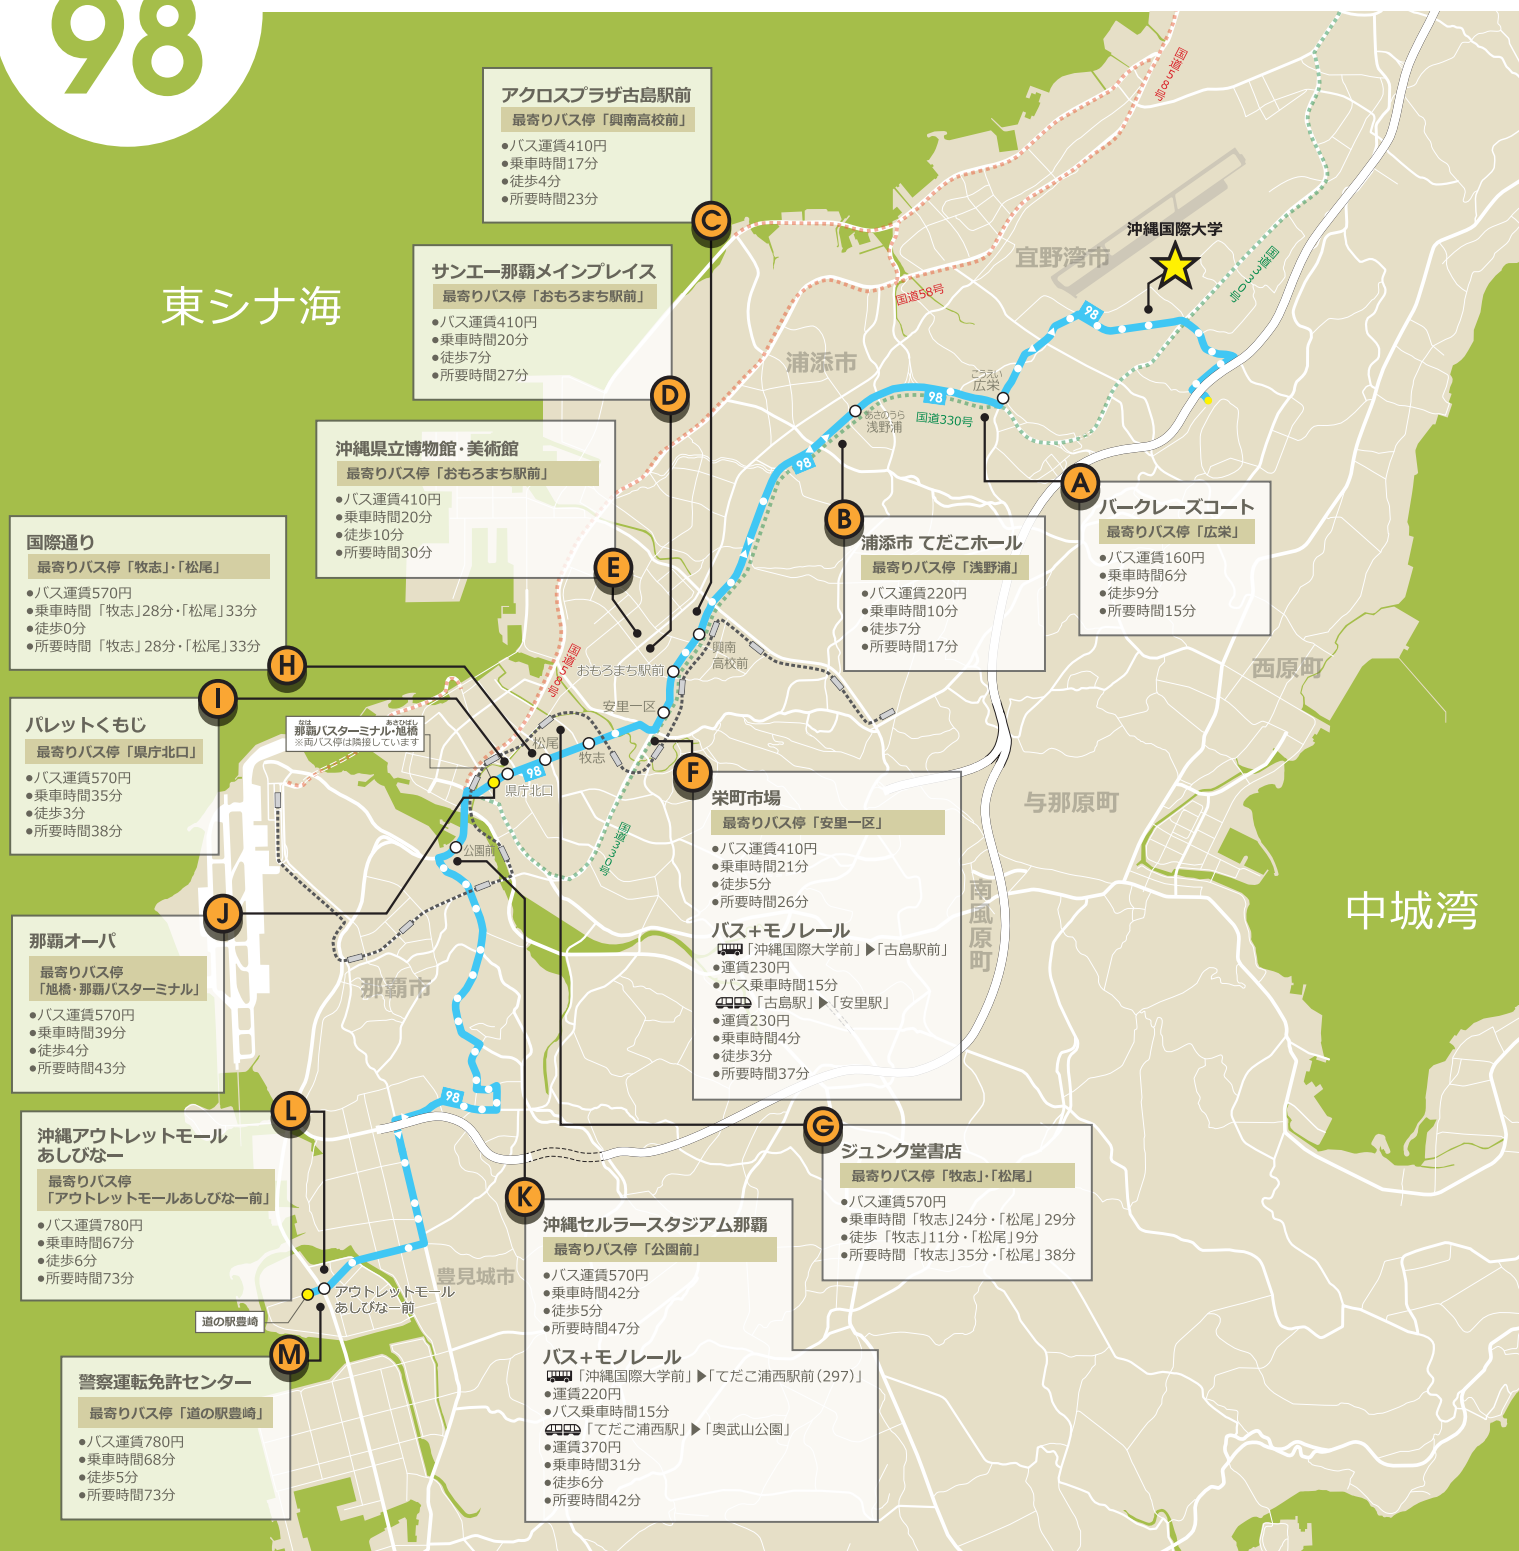 98
東シナ海
中城湾
宜野湾市
浦添市
西原町
与那原町
南風原町
那覇市
豊見城市
沖縄国際大学
国道58号
国道58号
国道58号
国道330号
国道330号
国道330号
98
98
98
98
98
こうえい
広栄
あさのうら
浅野浦
興南
高校前
おもろまち駅前
安里一区
牧志
松尾
県庁北口
公園前
なは あさひばし
那覇バスターミナル・旭橋
※両バス停は隣接しています
アウトレットモール
あしびなー前
道の駅豊崎
A
バークレーズコート
最寄りバス停「広栄」
●バス運賃160円
●乗車時間6分
●徒歩9分
●所要時間15分
B
浦添市 てだこホール
最寄りバス停「浅野浦」
●バス運賃220円
●乗車時間10分
●徒歩7分
●所要時間17分
C
アクロスプラザ古島駅前
最寄りバス停「興南高校前」
●バス運賃410円
●乗車時間17分
●徒歩4分
●所要時間23分
D
サンエー那覇メインプレイス
最寄りバス停「おもろまち駅前」
●バス運賃410円
●乗車時間20分
●徒歩7分
●所要時間27分
E
沖縄県立博物館・美術館
最寄りバス停「おもろまち駅前」
●バス運賃410円
●乗車時間20分
●徒歩10分
●所要時間30分
F
栄町市場
最寄りバス停「安里一区」
●バス運賃410円
●乗車時間21分
●徒歩5分
●所要時間26分
バス＋モノレール
「沖縄国際大学前」▶「古島駅前」
●運賃230円
●バス乗車時間15分
「古島駅」▶「安里駅」
●運賃230円
●乗車時間4分
●徒歩3分
●所要時間37分
G
ジュンク堂書店
最寄りバス停「牧志」・「松尾」
●バス運賃570円
●乗車時間「牧志」24分・「松尾」29分
●徒歩「牧志」11分・「松尾」9分
●所要時間「牧志」35分・「松尾」38分
H
国際通り
最寄りバス停「牧志」・「松尾」
●バス運賃570円
●乗車時間「牧志」28分・「松尾」33分
●徒歩0分
●所要時間「牧志」28分・「松尾」33分
I
パレットくもじ
最寄りバス停「県庁北口」
●バス運賃570円
●乗車時間35分
●徒歩3分
●所要時間38分
J
那覇オーパ
最寄りバス停
「旭橋・那覇バスターミナル」
●バス運賃570円
●乗車時間39分
●徒歩4分
●所要時間43分
K
沖縄セルラースタジアム那覇
最寄りバス停「公園前」
●バス運賃570円
●乗車時間42分
●徒歩5分
●所要時間47分
バス＋モノレール
「沖縄国際大学前」▶「てだこ浦西駅前（297）」
●運賃220円
●バス乗車時間15分
「てだこ浦西駅」▶「奥武山公園」
●運賃370円
●乗車時間31分
●徒歩6分
●所要時間42分
L
沖縄アウトレットモール
あしびなー
最寄りバス停
「アウトレットモールあしびなー前」
●バス運賃780円
●乗車時間67分
●徒歩6分
●所要時間73分
M
警察運転免許センター
最寄りバス停「道の駅豊崎」
●バス運賃780円
●乗車時間68分
●徒歩5分
●所要時間73分